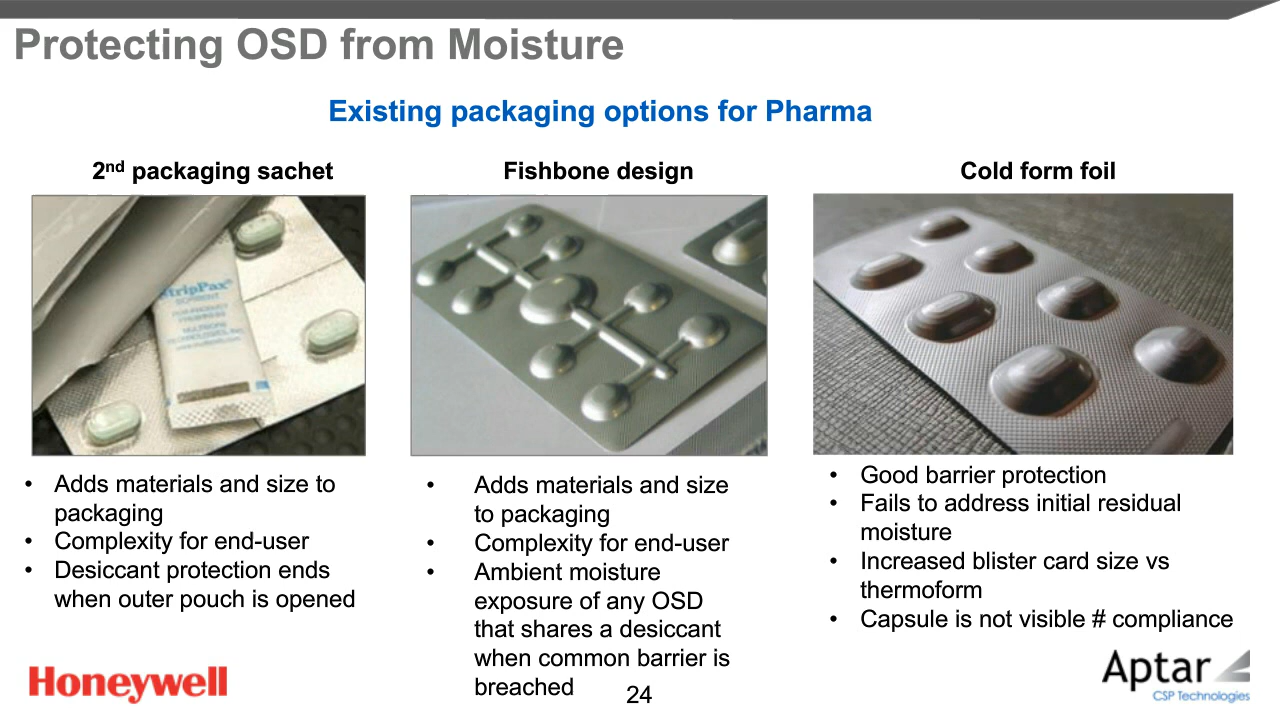 Protecting OSD from Moisture
Existing packaging options for Pharma
2nd packaging sachet
StripPax®
SORBENT
• Adds materials and size to
packaging
• Complexity for end-user
• Desiccant protection ends
when outer pouch is opened
Fishbone design
• Adds materials and size
to packaging
• Complexity for end-user
• Ambient moisture
exposure of any OSD
that shares a desiccant
when common barrier is
breached
Cold form foil
• Good barrier protection
• Fails to address initial residual
moisture
• Increased blister card size vs
thermoform
• Capsule is not visible # compliance
Honeywell
24
Aptar
CSP Technologies